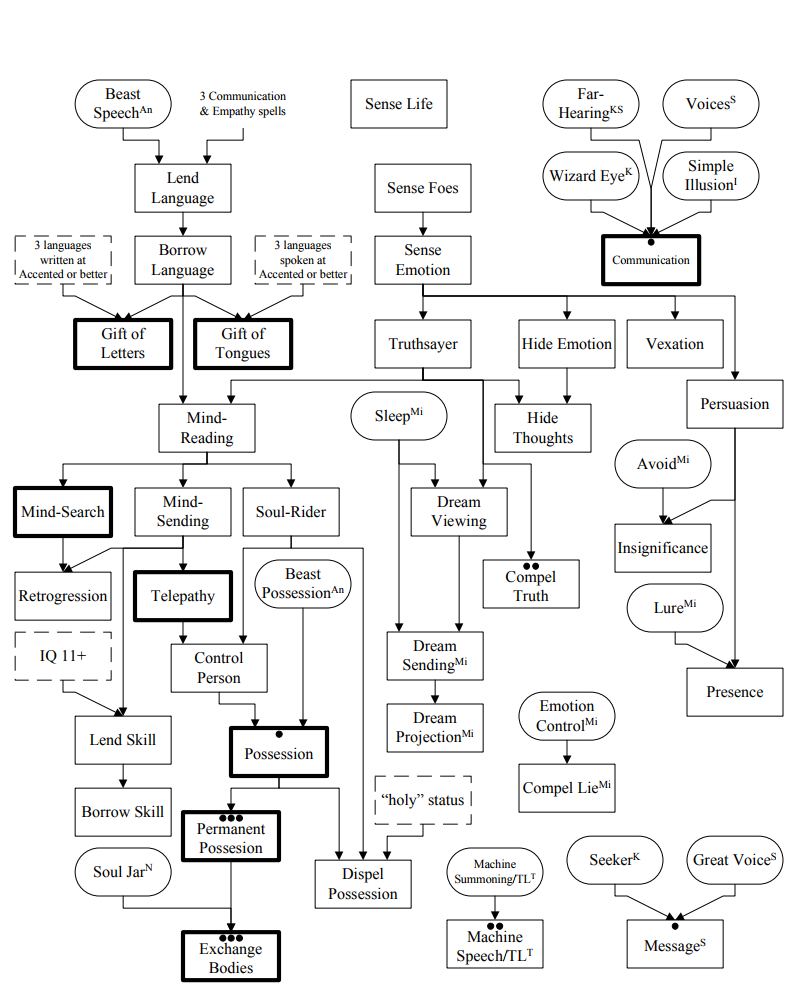 Beast
Speech^An
3 Communication
& Empathy spells
Sense Life
Far-
Hearing^KS
Voices^S
Lend
Language
Sense Foes
Wizard Eye^K
Simple
Illusion^I
3 languages
written at
Accented or better
Borrow
Language
3 languages
spoken at
Accented or better
Sense
Emotion
Communication
Gift of
Letters
Gift of
Tongues
Truthsayer
Hide Emotion
Vexation
Persuasion
Mind-
Reading
Sleep^Mi
Hide
Thoughts
Avoid^Mi
Mind-Search
Mind-
Sending
Soul-Rider
Dream
Viewing
Insignificance
Retrogression
Telepathy
Beast
Possession^An
Compel
Truth
Lure^Mi
IQ 11+
Control
Person
Dream
Sending^Mi
Presence
Lend Skill
Possession
Dream
Projection^Mi
Emotion
Control^Mi
Borrow Skill
"holy" status
Compel Lie^Mi
Permanent
Possesion
Soul Jar^N
Dispel
Possession
Machine
Summoning/TL^T
Seeker^K
Great Voice^S
Exchange
Bodies
Machine
Speech/TL^T
Message^S